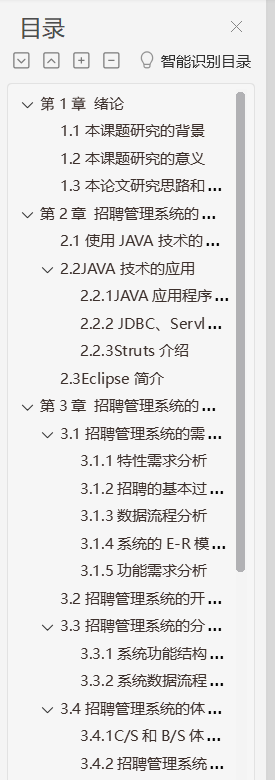 目录
智能识别目录
第 1 章 绪论
1.1 本课题研究的背景
1.2 本课题研究的意义
1.3 本论文研究思路和 ...
第 2 章 招聘管理系统的 ...
2.1 使用 JAVA 技术的 ...
2.2JAVA 技术的应用
2.2.1JAVA 应用程序 ...
2.2.2 JDBC、Servl ...
2.2.3Struts 介绍
2.3Eclipse 简介
第 3 章 招聘管理系统的 ...
3.1 招聘管理系统的需 ...
3.1.1 特性需求分析
3.1.2 招聘的基本过 ...
3.1.3 数据流程分析
3.1.4 系统的 E-R 模 ...
3.1.5 功能需求分析
3.2 招聘管理系统的开 ...
3.3 招聘管理系统的分 ...
3.3.1 系统功能结构 ...
3.3.2 系统数据流程 ...
3.4 招聘管理系统的体 ...
3.4.1C/S 和 B/S 体 ...
3.4.2 招聘管理系统 ...